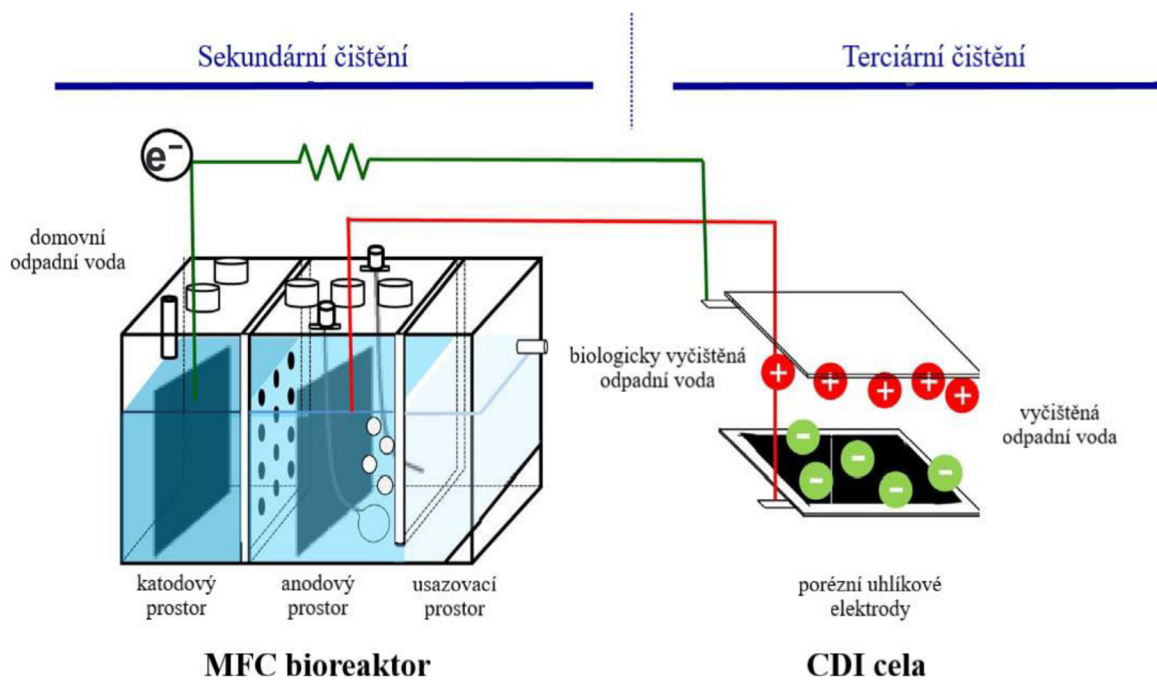 Sekundární čištění
Terciární čištění
e−
domovní
odpadní voda
biologicky vyčištěná
odpadní voda
+
+
+
+
+
−
−
−
−
−
vyčištěná
odpadní voda
katodový
prostor
anodový
prostor
usazovací
prostor
porézní uhlíkové
elektrody
MFC bioreaktor
CDI cela